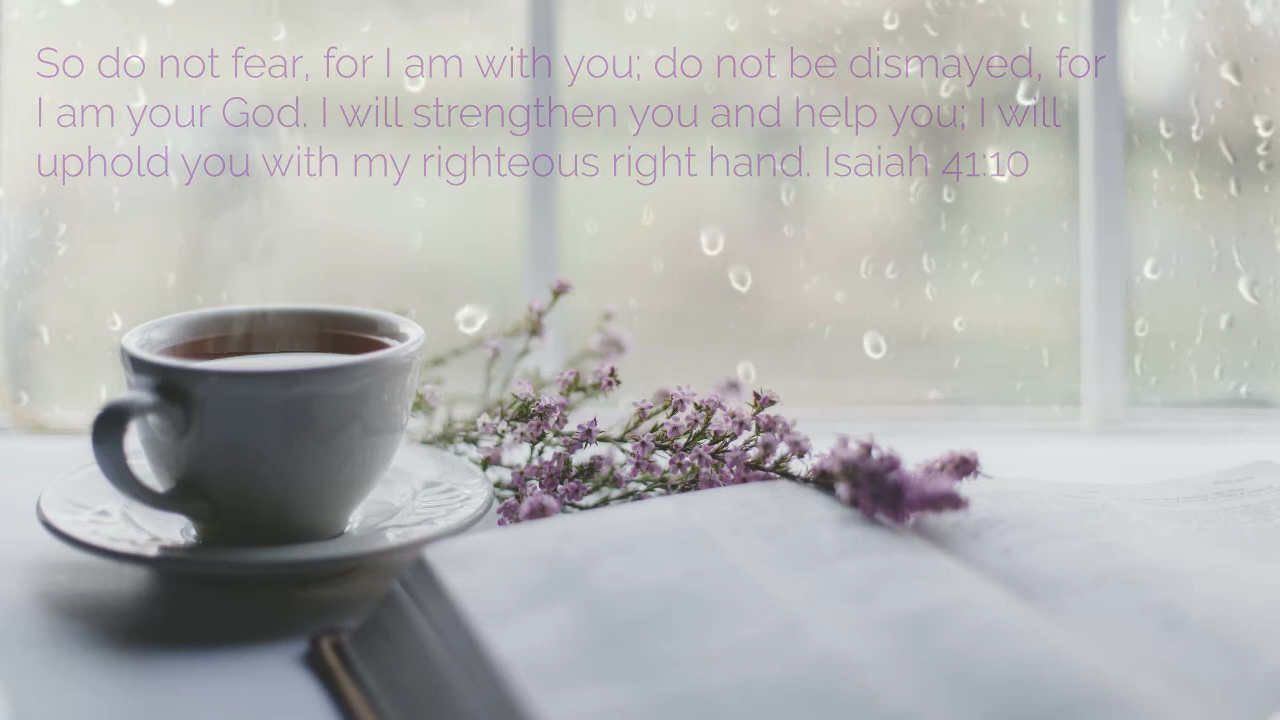 So do not fear, for I am with you; do not be dismayed, for
I am your God. I will strengthen you and help you; I will
uphold you with my righteous right hand. Isaiah 41:10